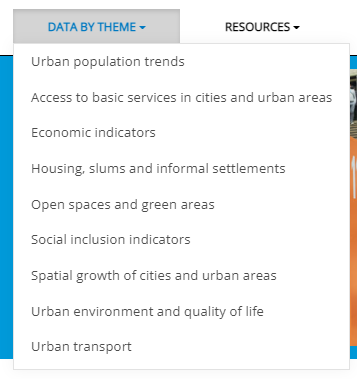 DATA BY THEME RESOURCES
Urban population trends
Access to basic services in cities and urban areas
Economic indicators
Housing, slums and informal settlements
Open spaces and green areas
Social inclusion indicators
Spatial growth of cities and urban areas
Urban environment and quality of life
Urban transport